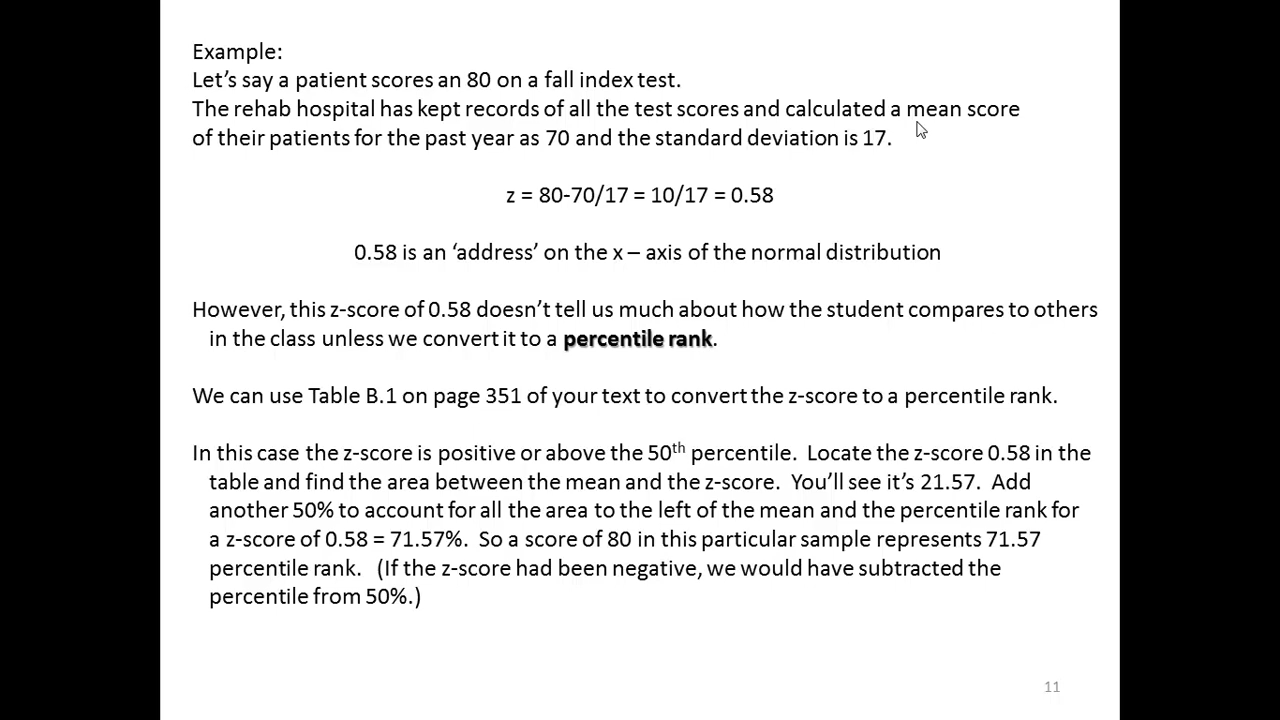 Example:
Let’s say a patient scores an 80 on a fall index test.
The rehab hospital has kept records of all the test scores and calculated a mean score
of their patients for the past year as 70 and the standard deviation is 17.
z = 80-70/17 = 10/17 = 0.58
0.58 is an ‘address’ on the x – axis of the normal distribution
However, this z-score of 0.58 doesn’t tell us much about how the student compares to others
in the class unless we convert it to a percentile rank.
We can use Table B.1 on page 351 of your text to convert the z-score to a percentile rank.
In this case the z-score is positive or above the 50th percentile.  Locate the z-score 0.58 in the
table and find the area between the mean and the z-score.  You’ll see it’s 21.57.  Add
another 50% to account for all the area to the left of the mean and the percentile rank for
a z-score of 0.58 = 71.57%.  So a score of 80 in this particular sample represents 71.57
percentile rank.   (If the z-score had been negative, we would have subtracted the
percentile from 50%.)
11